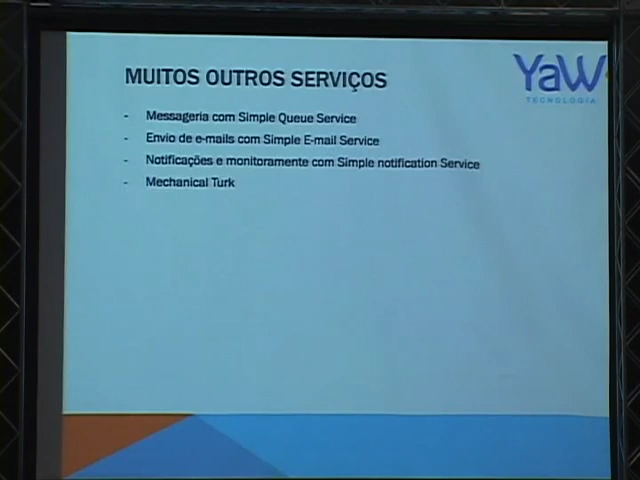 MUITOS OUTROS SERVIÇOS
YaW
TECNOLOGIA
- Messageria com Simple Queue Service
- Envio de e-mails com Simple E-mail Service
- Notificações e monitoramente com Simple notification Service
- Mechanical Turk